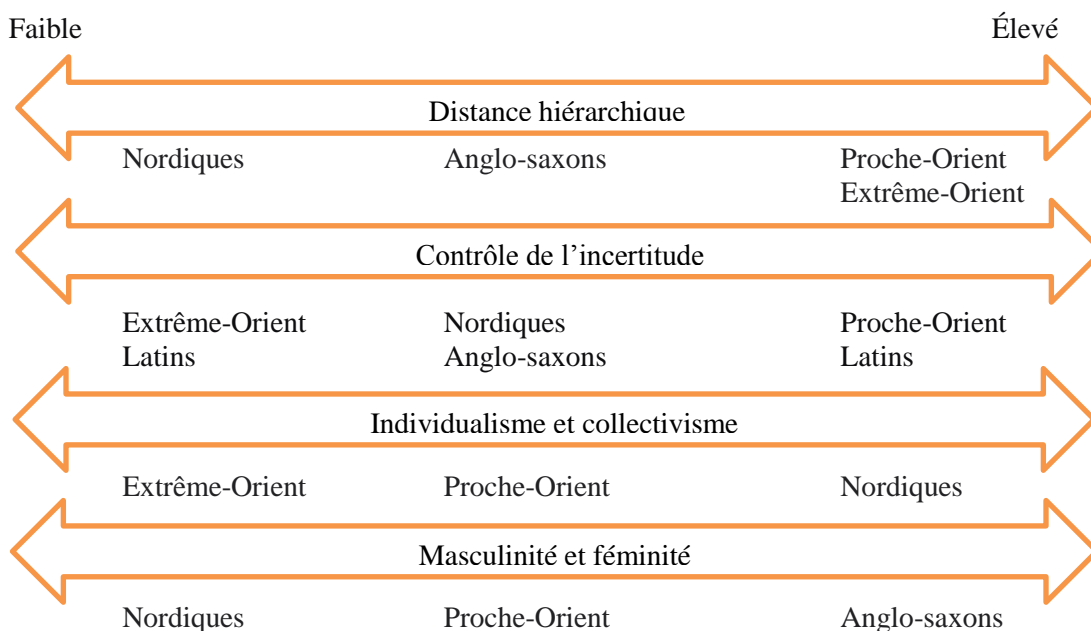 Faible Élevé
Distance hiérarchique
Nordiques Anglo-saxons Proche-Orient
Extrême-Orient
Contrôle de l’incertitude
Extrême-Orient Nordiques Proche-Orient
Latins Anglo-saxons Latins
Individualisme et collectivisme
Extrême-Orient Proche-Orient Nordiques
Masculinité et féminité
Nordiques Proche-Orient Anglo-saxons